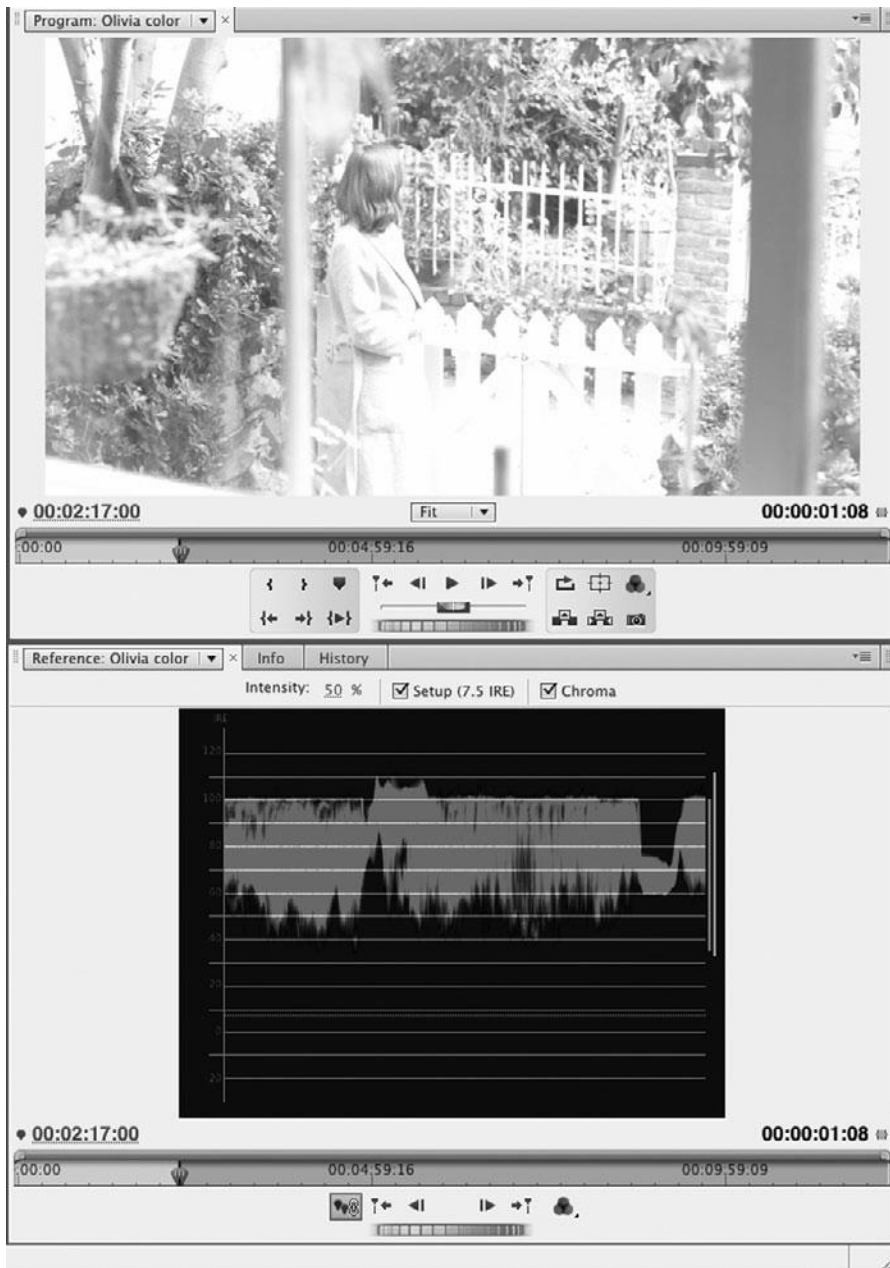 Program: Olivia color
00:02:17:00 Fit 00:00:01:08
:00:00 00:04:59:16 00:09:59:09
Reference: Olivia color Info History
Intensity: 50 % Setup (7.5 IRE) Chroma
IRE
120
100
80
60
40
20
0
20
00:02:17:00 00:00:01:08
:00:00 00:04:59:16 00:09:59:09